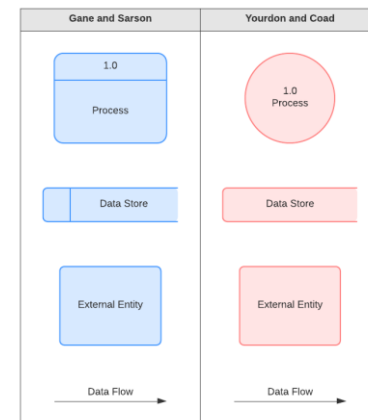 Gane and Sarson
Yourdon and Coad
1.0
Process
1.0
Process
Data Store
Data Store
External Entity
External Entity
Data Flow
Data Flow